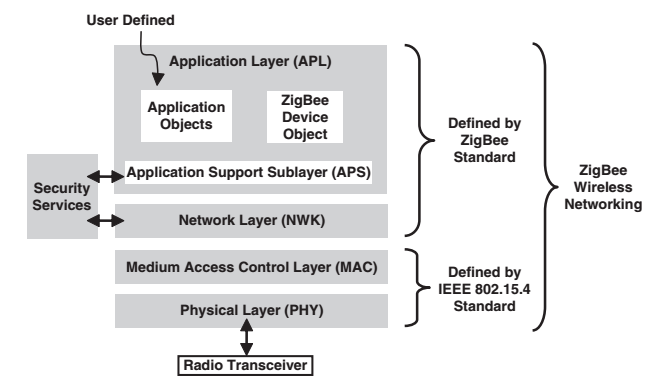 User Defined
Application Layer (APL)
Application
Objects
ZigBee
Device
Object
Application Support Sublayer (APS)
Security
Services
Network Layer (NWK)
Medium Access Control Layer (MAC)
Physical Layer (PHY)
Radio Transceiver
Defined by
ZigBee
Standard
Defined by
IEEE 802.15.4
Standard
ZigBee
Wireless
Networking